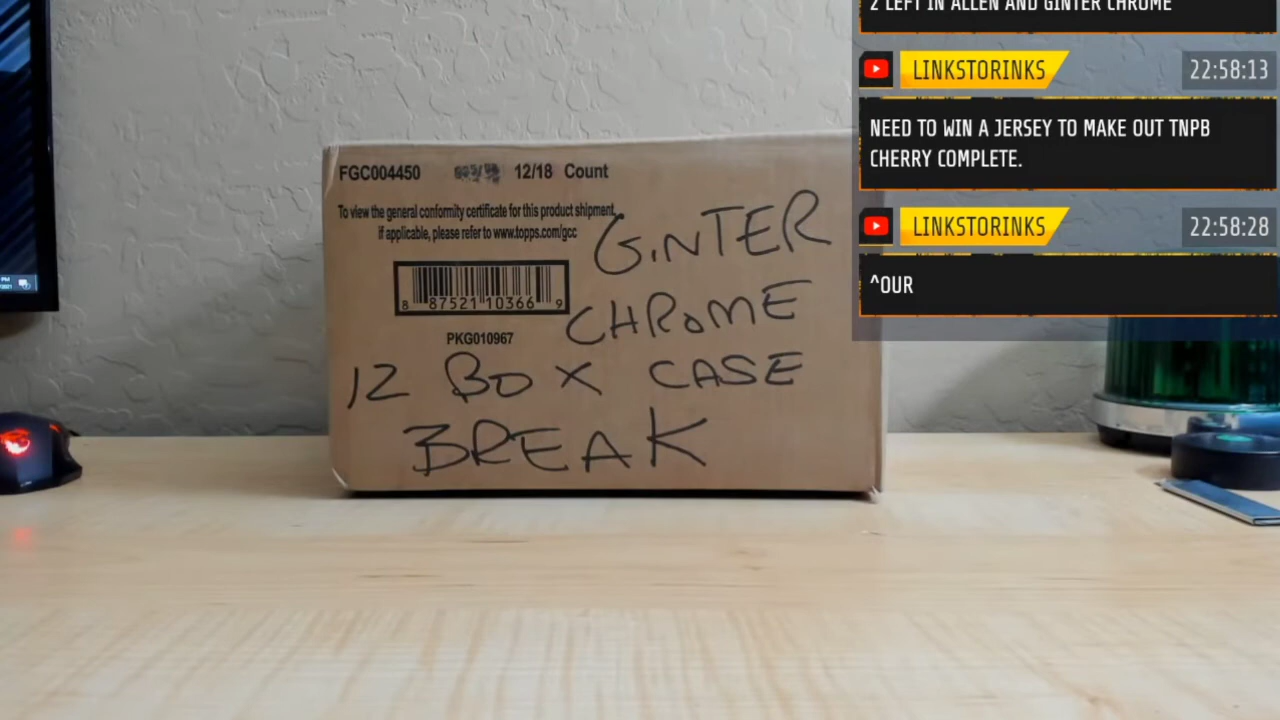 2 LEFT IN ALLEN AND GINTER CHROME
LINKSTORINKS 22:58:13
NEED TO WIN A JERSEY TO MAKE OUT TNPB
CHERRY COMPLETE.
LINKSTORINKS 22:58:28
^OUR
FGC004450 12/18 Count
To view the general conformity certificate for this product shipment,
if applicable, please refer to www.topps.com/gcc
8 87521 10366 9
PKG010967
GINTER
CHROME
12 BOX CASE
BREAK
PM